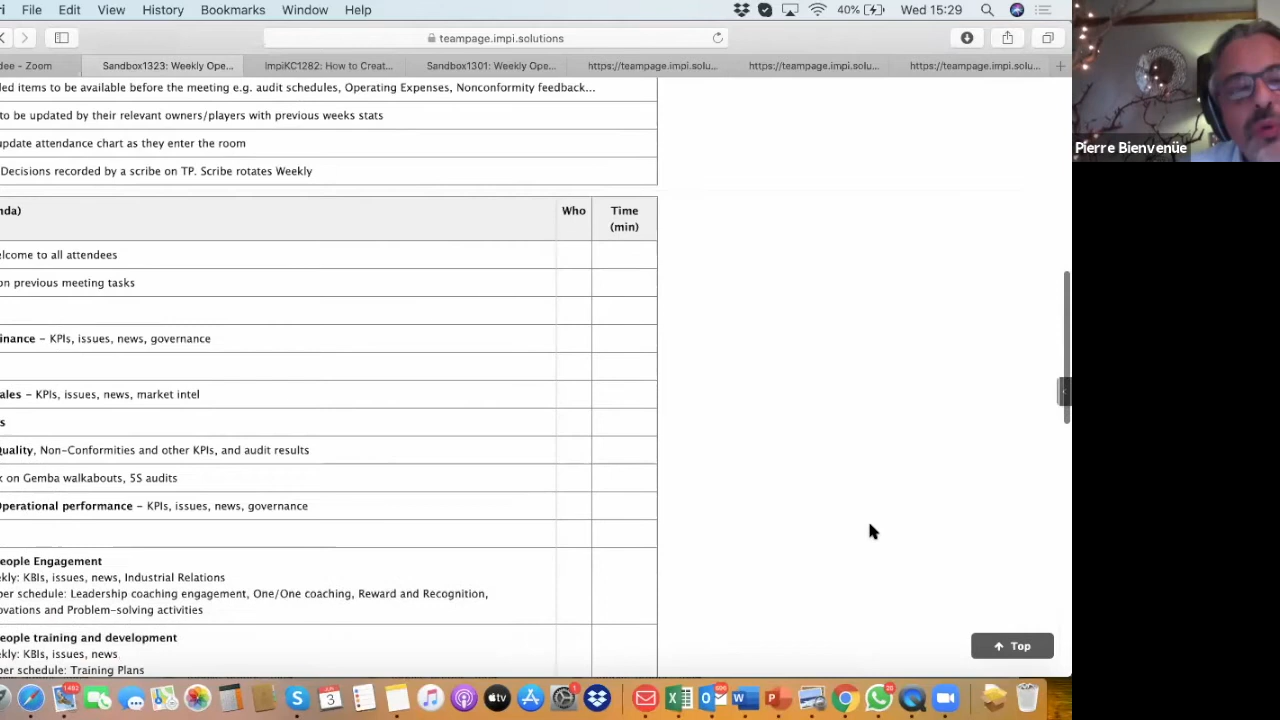 File Edit View History Bookmarks Window Help 40% Wed 15:29
teampage.impi.solutions
dee - Zoom Sandbox1323: Weekly Ope... ImpiKC1282: How to Creat... Sandbox1301: Weekly Ope... https://teampage.impi.solu... https://teampage.impi.solu... https://teampage.impi.solu...
led items to be available before the meeting e.g. audit schedules, Operating Expenses, Nonconformity feedback...
to be updated by their relevant owners/players with previous weeks stats
update attendance chart as they enter the room
Decisions recorded by a scribe on TP. Scribe rotates Weekly
nda) Who Time
(min)
elcome to all attendees
on previous meeting tasks
inance – KPIs, issues, news, governance
ales – KPIs, issues, news, market intel
s
Quality, Non-Conformities and other KPIs, and audit results
k on Gemba walkabouts, 5S audits
Operational performance – KPIs, issues, news, governance
eople Engagement
ekly: KBIs, issues, news, Industrial Relations
per schedule: Leadership coaching engagement, One/One coaching, Reward and Recognition,
ovations and Problem-solving activities
eople training and development
ekly: KBIs, issues, news
per schedule: Training Plans
Top
Pierre Bienvenüe